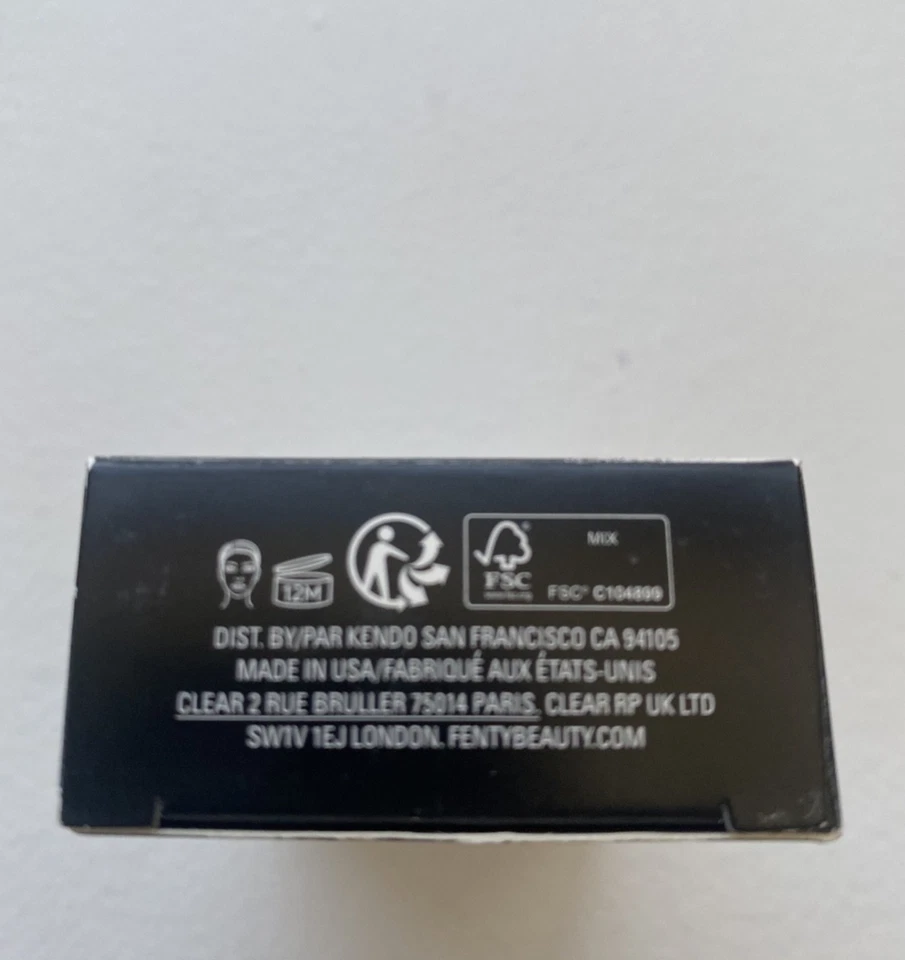 12M
FSC®
MIX
FSC® C104800
DIST. BY/PAR KENDO SAN FRANCISCO CA 94105
MADE IN USA/FABRIQUÉ AUX ÉTATS-UNIS
CLEAR 2 RUE BRULLER 75014 PARIS. CLEAR RP UK LTD
SW1V 1EJ LONDON. FENTYBEAUTY.COM